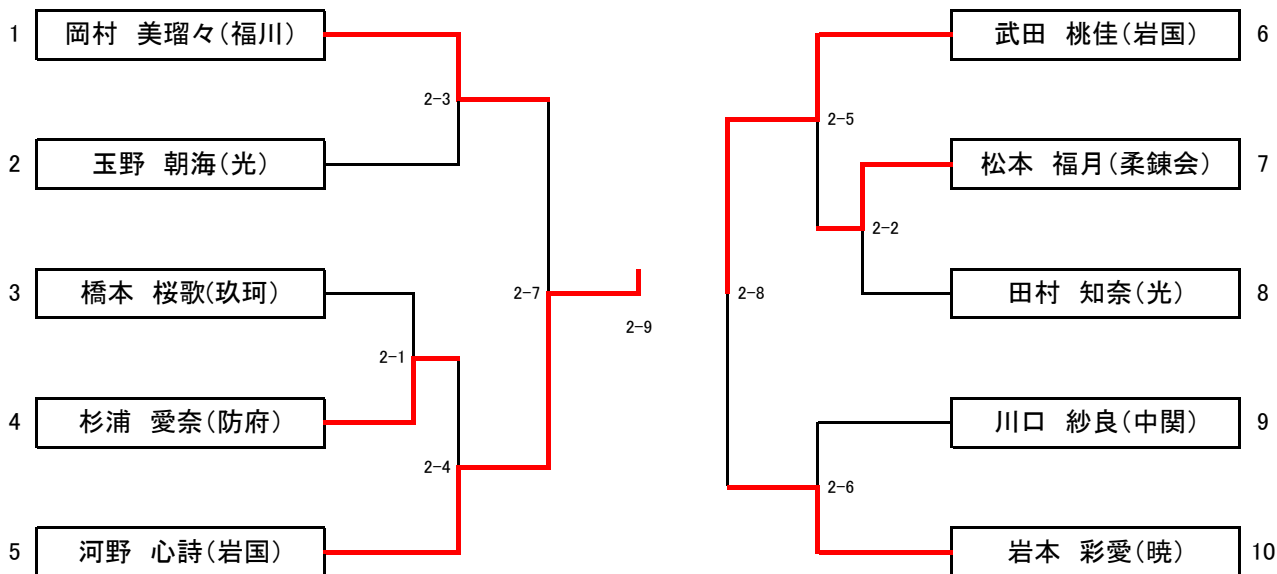 1
岡村 美瑠々(福川)
2
玉野 朝海(光)
3
橋本 桜歌(玖珂)
4
杉浦 愛奈(防府)
5
河野 心詩(岩国)
2-3
2-1
2-4
2-7
2-9
武田 桃佳(岩国)
6
松本 福月(柔錬会)
7
田村 知奈(光)
8
川口 紗良(中関)
9
岩本 彩愛(暁)
10
2-5
2-2
2-8
2-6